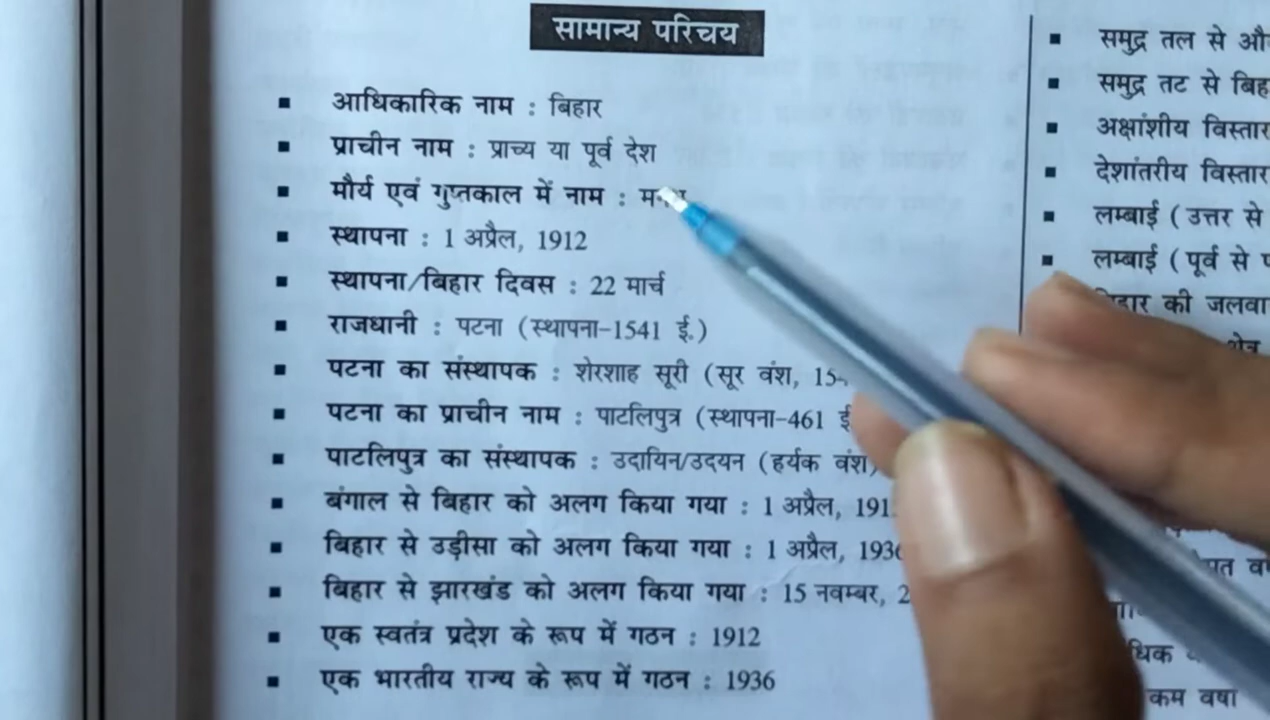 सामान्य परिचय
आधिकारिक नाम : बिहार
प्राचीन नाम : प्राच्य या पूर्व देश
मौर्य एवं गुप्तकाल में नाम :
स्थापना : 1 अप्रैल, 1912
स्थापना/बिहार दिवस : 22 मार्च
राजधानी : पटना (स्थापना-1541 ई.)
पटना का संस्थापक : शेरशाह सूरी (सूर वंश,
पटना का प्राचीन नाम : पाटलिपुत्र (स्थापना-461
पाटलिपुत्र का संस्थापक : उदायिन/उदयन (हर्यक वंश)
बंगाल से बिहार को अलग किया गया : 1 अप्रैल,
बिहार से उड़ीसा को अलग किया गया : 1 अप्रैल,
बिहार से झारखंड को अलग किया गया : 15 नवम्बर,
एक स्वतंत्र प्रदेश के रूप में गठन : 1912
एक भारतीय राज्य के रूप में गठन : 1936
समुद्र तल से
समुद्र तट से
अक्षांशीय विस्तार
देशांतरीय विस्तार
लम्बाई (उत्तर से
लम्बाई (पूर्व से
की
कम वर्षा